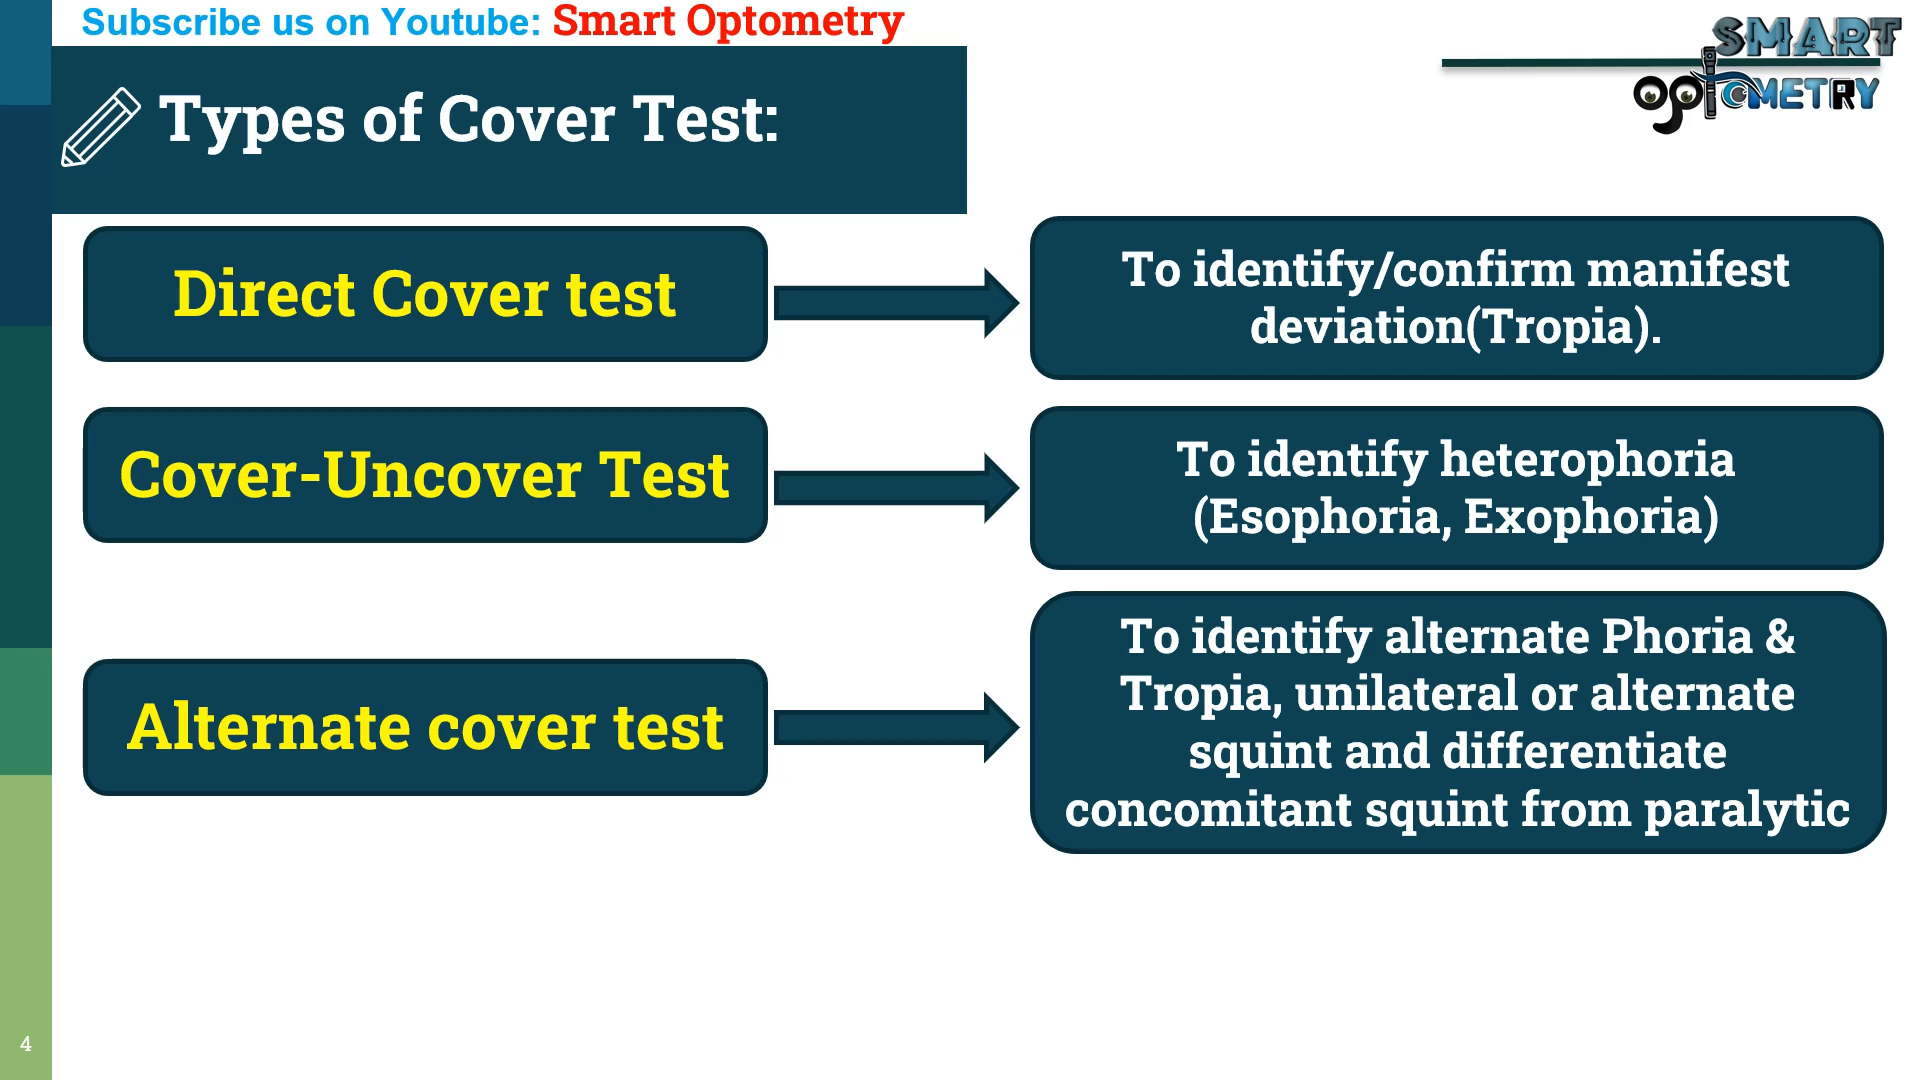 Subscribe us on Youtube: Smart Optometry
SMART
OPTOMETRY
Types of Cover Test:
Direct Cover test
To identify/confirm manifest
deviation(Tropia).
Cover-Uncover Test
To identify heterophoria
(Esophoria, Exophoria)
Alternate cover test
To identify alternate Phoria &
Tropia, unilateral or alternate
squint and differentiate
concomitant squint from paralytic
4